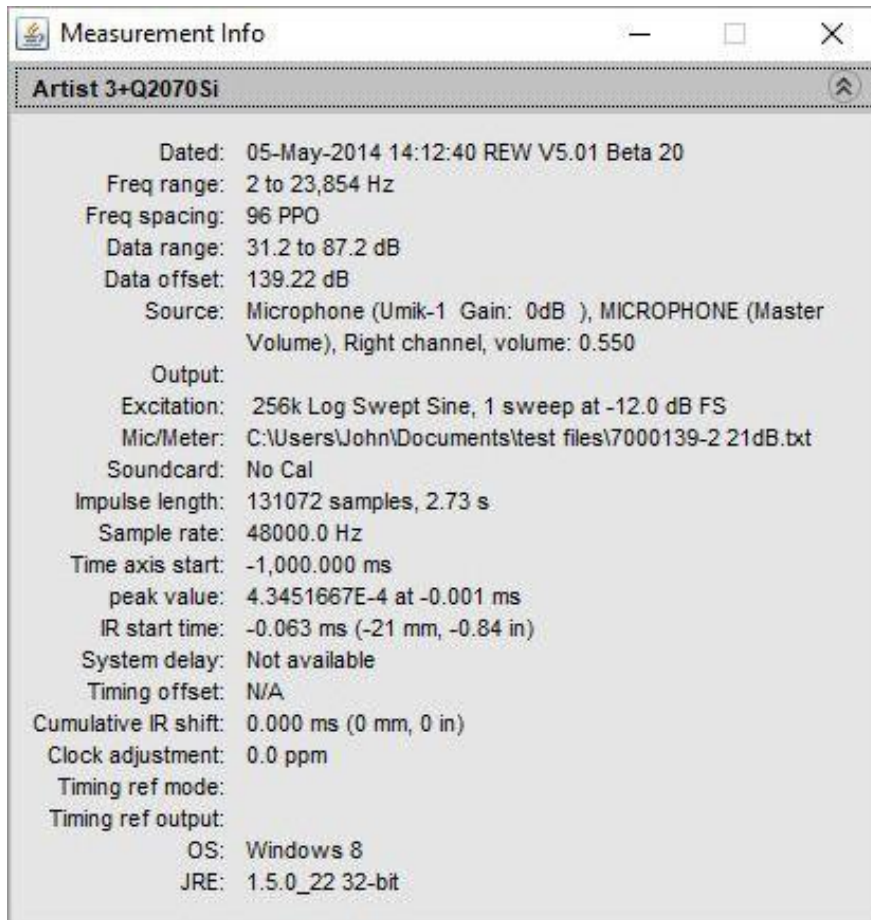 Measurement Info
Artist 3+Q2070Si
Dated: 05-May-2014 14:12:40 REW V5.01 Beta 20
Freq range: 2 to 23,854 Hz
Freq spacing: 96 PPO
Data range: 31.2 to 87.2 dB
Data offset: 139.22 dB
Source: Microphone (Umik-1  Gain:  0dB  ), MICROPHONE (Master
Volume), Right channel, volume: 0.550
Output:
Excitation:  256k Log Swept Sine, 1 sweep at -12.0 dB FS
Mic/Meter: C:\Users\John\Documents\test files\7000139-2 21dB.txt
Soundcard: No Cal
Impulse length: 131072 samples, 2.73 s
Sample rate: 48000.0 Hz
Time axis start: -1,000.000 ms
peak value: 4.3451667E-4 at -0.001 ms
IR start time: -0.063 ms (-21 mm, -0.84 in)
System delay: Not available
Timing offset: N/A
Cumulative IR shift: 0.000 ms (0 mm, 0 in)
Clock adjustment: 0.0 ppm
Timing ref mode:
Timing ref output:
OS: Windows 8
JRE: 1.5.0_22 32-bit